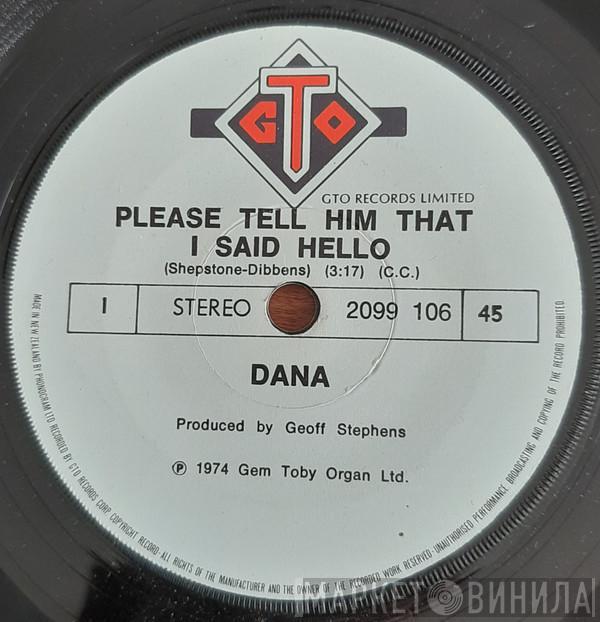 GTO
GTO RECORDS LIMITED
PLEASE TELL HIM THAT
I SAID HELLO
(Shepstone-Dibbens) (3:17) (C.C.)
I STEREO 2099 106 45
DANA
Produced by Geoff Stephens
℗ 1974 Gem Toby Organ Ltd.
MADE IN NEW ZEALAND BY PHONOGRAM LTD RECORDED BY GTO RECORDS CORP. COPYRIGHT RECORD. ALL RIGHTS OF THE MANUFACTURER AND THE OWNER OF THE RECORDED WORK RESERVED-UNAUTHORISED PERFORMANCE BROADCASTING AND COPYING OF THE RECORD PROHIBITED
МАРКЕТ ВИНИЛА